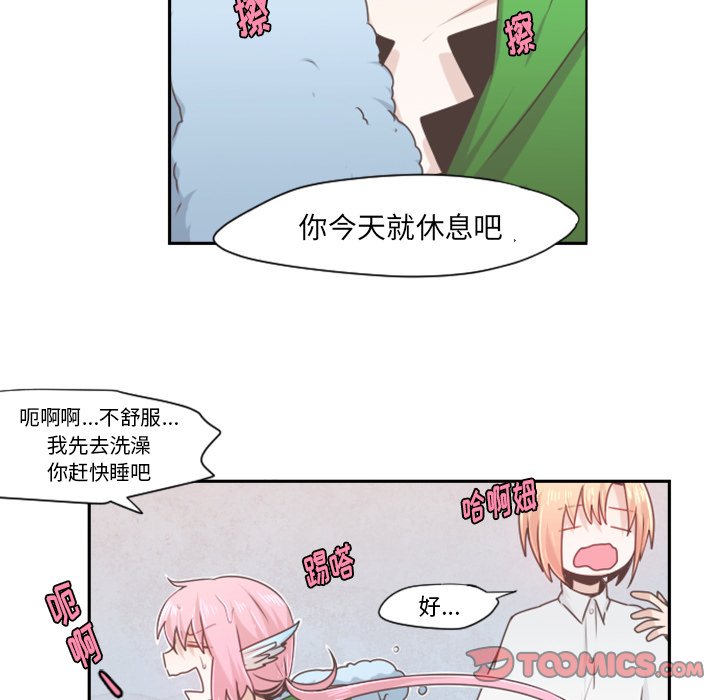 擦
擦
你今天就休息吧
呃啊啊...不舒服...
我先去洗澡
你赶快睡吧
哈啊姆
踢嗒
好...
呃啊!
TOOMICS.com